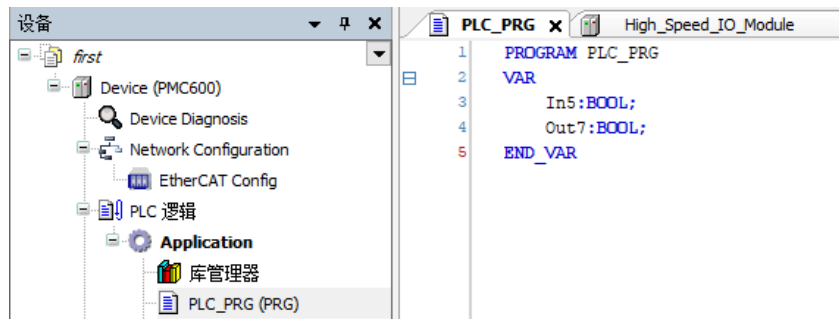 设备
first
Device (PMC600)
Device Diagnosis
Network Configuration
EtherCAT Config
PLC 逻辑
Application
库管理器
PLC_PRG (PRG)
PLC_PRG High_Speed_IO_Module
1 PROGRAM PLC_PRG
2 VAR
3 In5:BOOL;
4 Out7:BOOL;
5 END_VAR